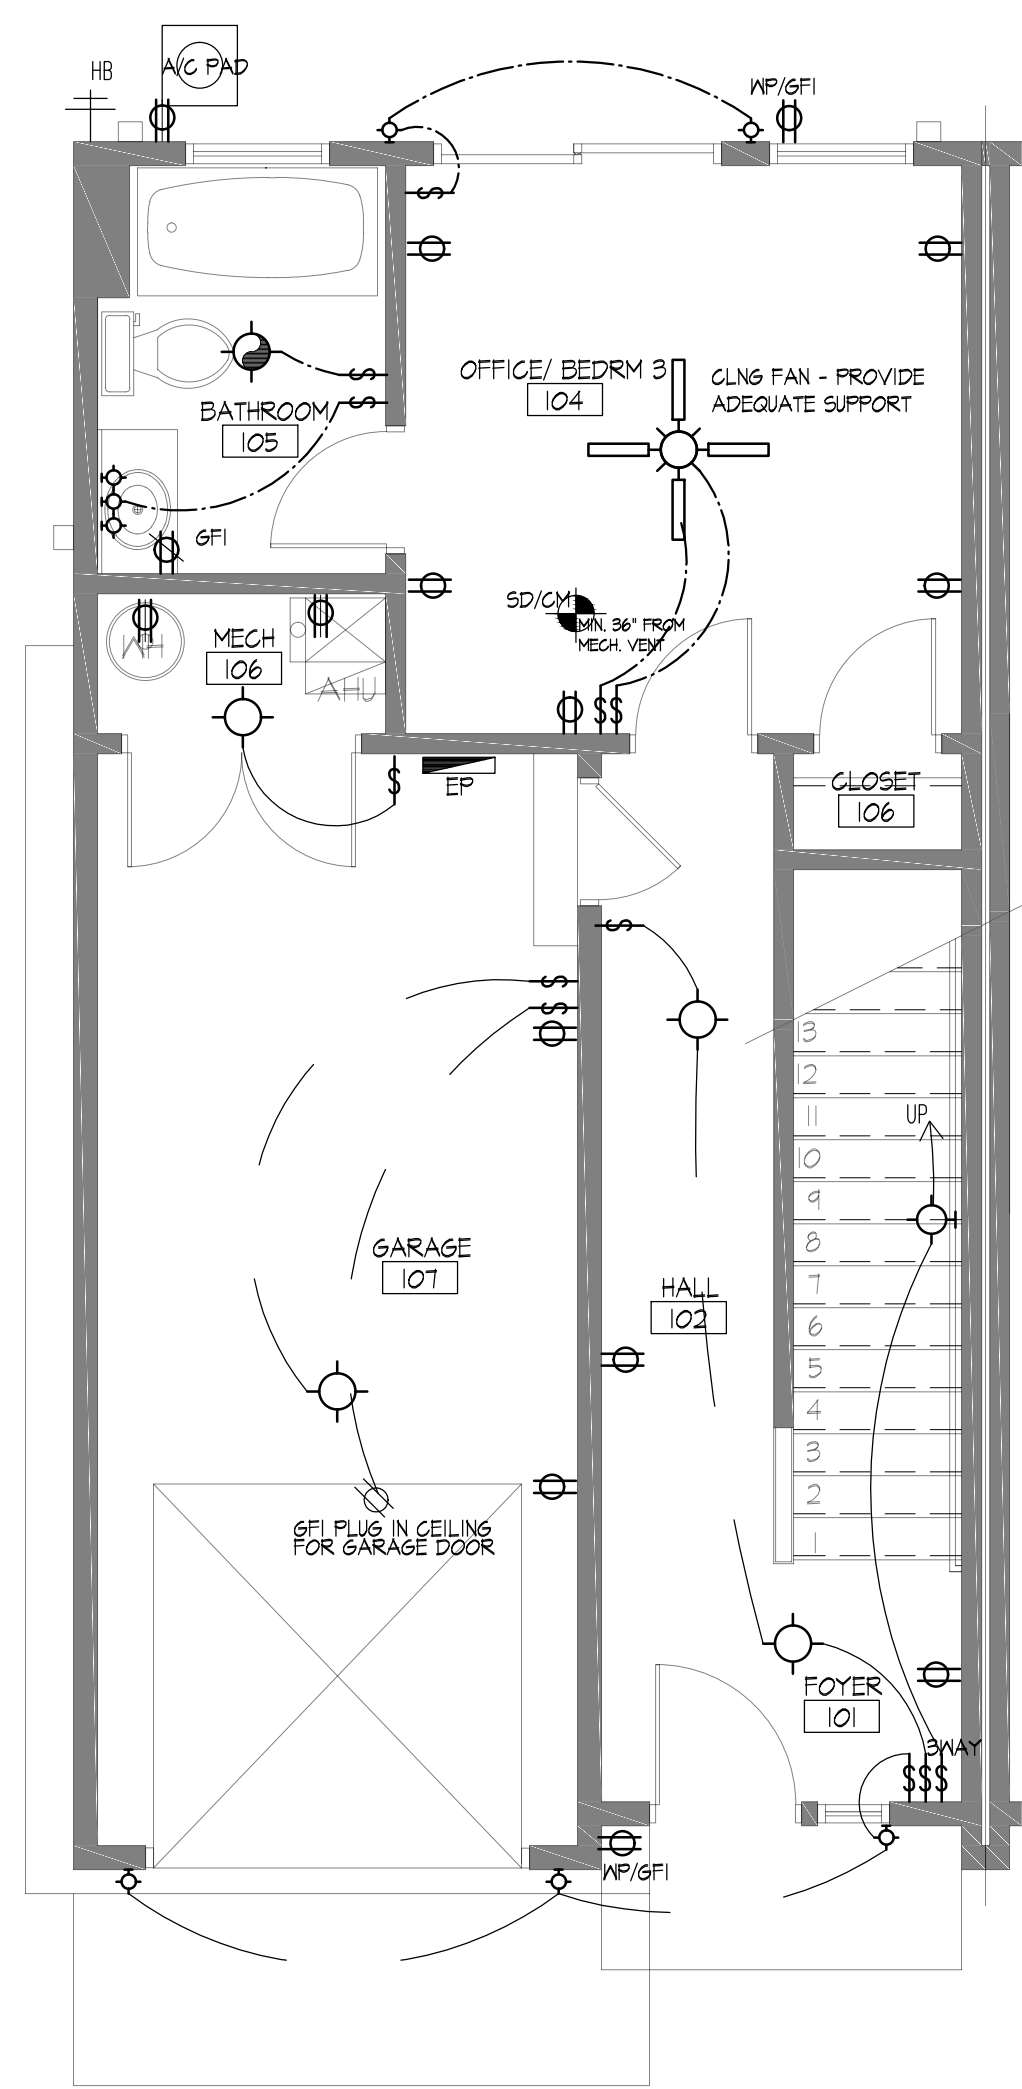 HB
A/C PAD
WP/GFI
$
OFFICE/ BEDRM 3
104
CLNG FAN - PROVIDE
ADEQUATE SUPPORT
$
$
BATHROOM
105
GFI
SD/CM
MIN. 36" FROM
MECH. VENT
WH
MECH
106
AHU
$$
$
EP
CLOSET
106
$
$
$
13
12
11
UP
10
9
8
7
6
5
4
3
2
1
GARAGE
107
HALL
102
GFI PLUG IN CEILING
FOR GARAGE DOOR
FOYER
101
3WAY
$$$
WP/GFI